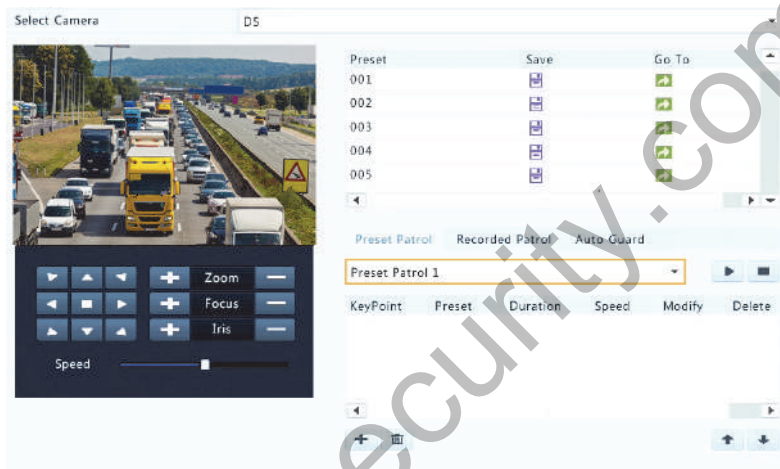 Select Camera D5
Preset Save Go To
001
002
003
004
005
Preset Patrol Recorded Patrol Auto Guard
Preset Patrol 1
KeyPoint Preset Duration Speed Modify Delete
Zoom
Focus
Iris
Speed
ecurity.com